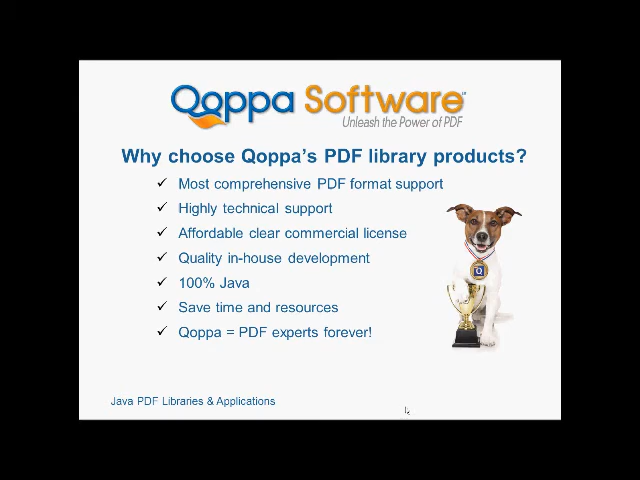 Qoppa Software
Unleash the Power of PDF
Why choose Qoppa's PDF library products?
✓ Most comprehensive PDF format support
✓ Highly technical support
✓ Affordable clear commercial license
✓ Quality in-house development
✓ 100% Java
✓ Save time and resources
✓ Qoppa = PDF experts forever!
Q
Java PDF Libraries & Applications